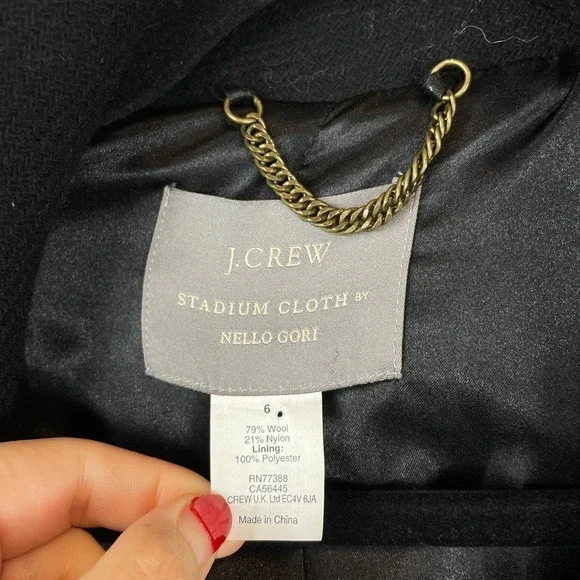 J.CREW
STADIUM CLOTH BY
NELLO GORI
6
79% Wool
21% Nylon
Lining:
100% Polyester
RN77388
CA56445
CREW U.K. Ltd EC4V 6JA
Made in China